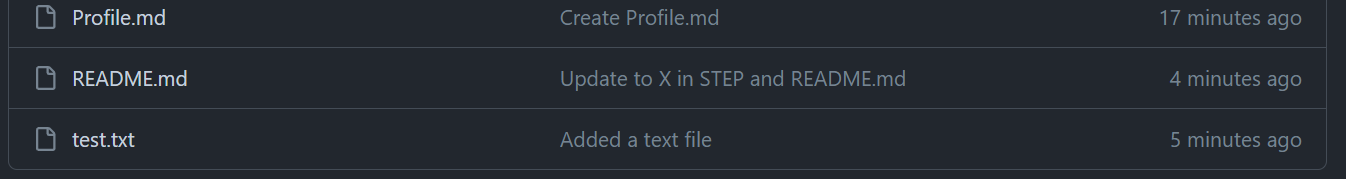 Profile.md Create Profile.md 17 minutes ago
README.md Update to X in STEP and README.md 4 minutes ago
test.txt Added a text file 5 minutes ago